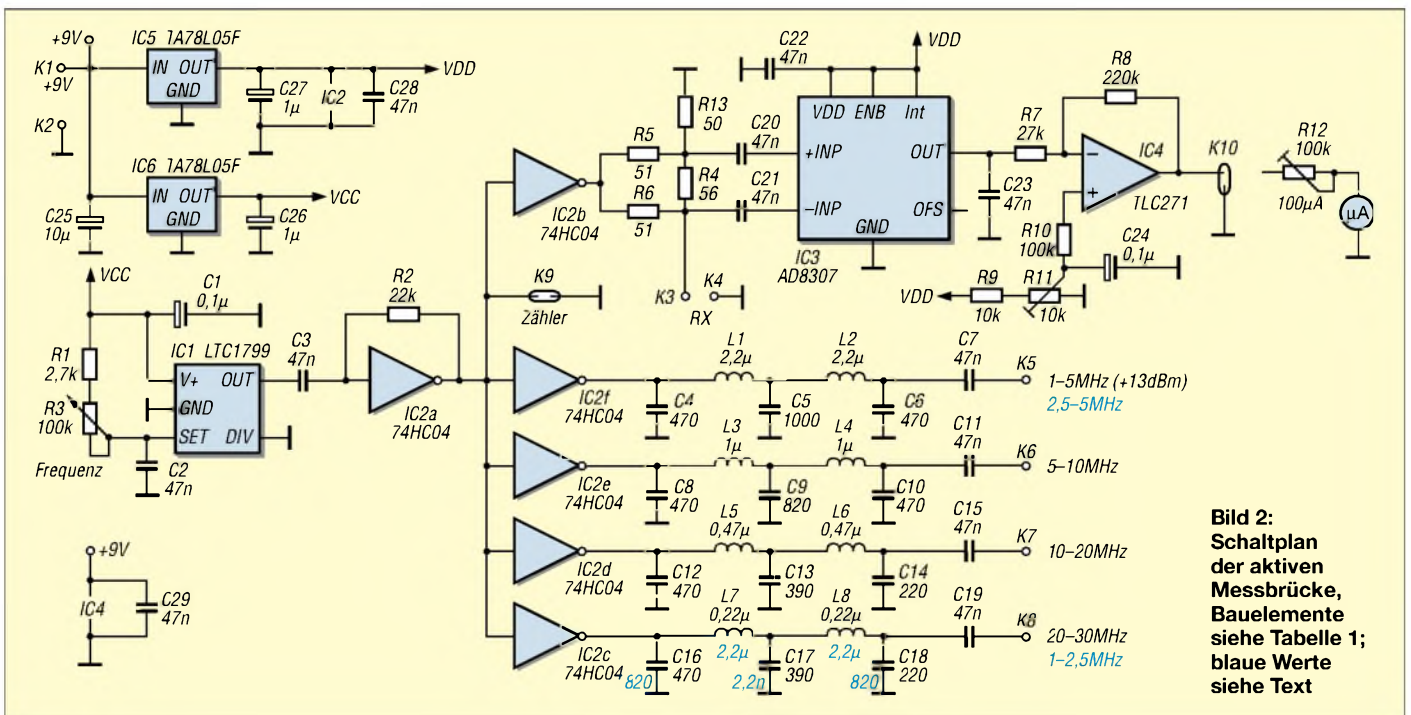 +9V
K1
+9V
K2
IC5 TA78L05F
IN OUT
GND
C27
1µ
IC2
C28
47n
VDD
IC6 TA78L05F
IN OUT
GND
C25
10µ
C26
1µ
VCC
VCC
C1
0,1µ
R1
2,7k
R3
100k
Frequenz
IC1 LTC1799
V+ OUT
GND
SET DIV
C2
47n
C3
47n
R2
22k
IC2a
74HC04
+9V
IC4
C29
47n
IC2b
74HC04
R5
51
R6
51
R13
50
R4
56
C20
47n
C21
47n
C22
47n
VDD
VDD ENB Int
+INP OUT
–INP OFS
GND
IC3
AD8307
K9
Zähler
K3
K4
RX
C23
47n
R7
27k
R8
220k
IC4
TLC271
R10
100k
C24
0,1µ
VDD
R9
10k
R11
10k
K10
R12
100k
100µA
µA
IC2f
74HC04
L1
2,2µ
L2
2,2µ
C4
470
C5
1000
C6
470
C7
47n
K5
1–5MHz (+13dBm)
2,5–5MHz
IC2e
74HC04
L3
1µ
L4
1µ
C8
470
C9
820
C10
470
C11
47n
K6
5–10MHz
IC2d
74HC04
L5
0,47µ
L6
0,47µ
C12
470
C13
390
C14
220
C15
47n
K7
10–20MHz
IC2c
74HC04
L7
0,22µ
2,2µ
L8
0,22µ
2,2µ
C16
470
820
C17
390
2,2n
C18
220
820
C19
47n
K8
20–30MHz
1–2,5MHz
Bild 2:
Schaltplan
der aktiven
Messbrücke,
Bauelemente
siehe Tabelle 1;
blaue Werte
siehe Text